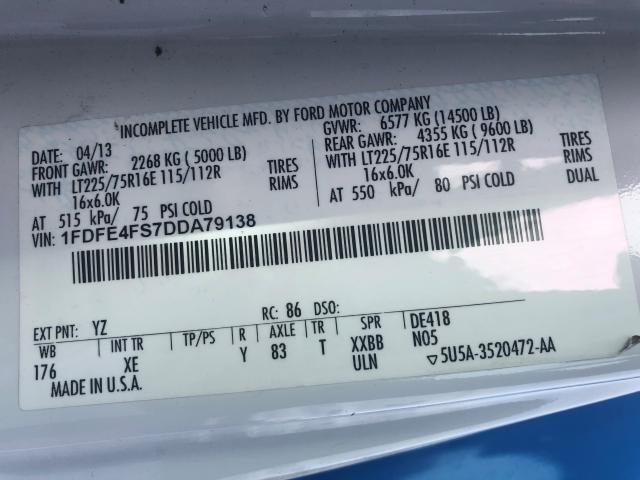 INCOMPLETE VEHICLE MFD. BY FORD MOTOR COMPANY
DATE: 04/13 GVWR: 6577 KG (14500 LB)
FRONT GAWR: 2268 KG (5000 LB) REAR GAWR: 4355 KG (9600 LB)
WITH LT225/75R16E 115/112R TIRES WITH LT225/75R16E 115/112R TIRES
16x6.0K RIMS 16x6.0K RIMS
AT 515 kPa/ 75 PSI COLD AT 550 kPa/ 80 PSI COLD DUAL
VIN: 1FDFE4FS7DDA79138
EXT PNT: YZ RC: 86 DSO:
WB INT TR TP/PS R AXLE TR SPR DE418
176 XE Y 83 T XXBB N05
ULN ▽5U5A-3520472-AA
MADE IN U.S.A.